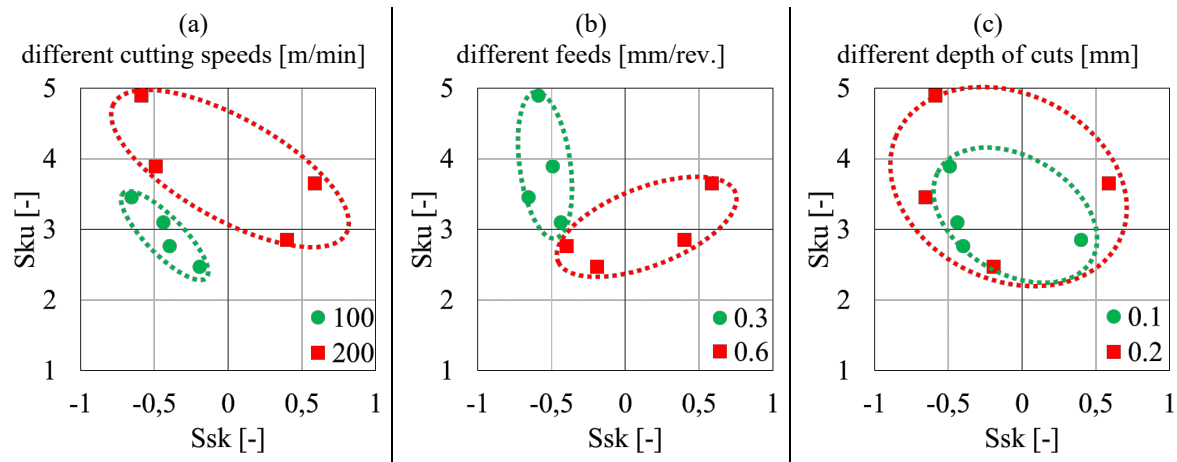 (a)
different cutting speeds [m/min]
Sku [-]
5
4
3
2
1
100
200
-1 -0,5 0 0,5 1
Ssk [-]
(b)
different feeds [mm/rev.]
Sku [-]
5
4
3
2
1
0.3
0.6
-1 -0,5 0 0,5 1
Ssk [-]
(c)
different depth of cuts [mm]
Sku [-]
5
4
3
2
1
0.1
0.2
-1 -0,5 0 0,5 1
Ssk [-]